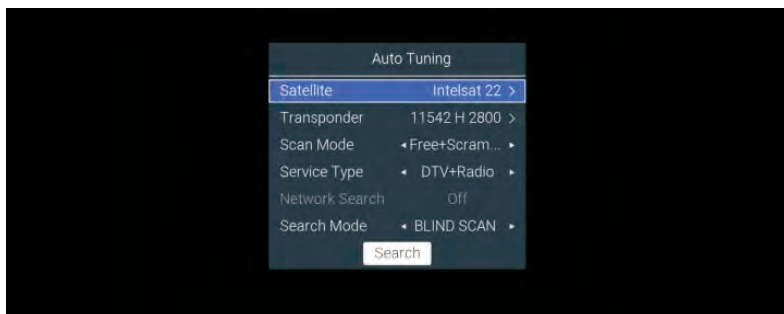 Auto Tuning
Satellite Intelsat 22 >
Transponder 11542 H 2800 >
Scan Mode ◂Free+Scram... ▸
Service Type ◂ DTV+Radio ▸
Network Search Off
Search Mode ◂ BLIND SCAN ▸
Search